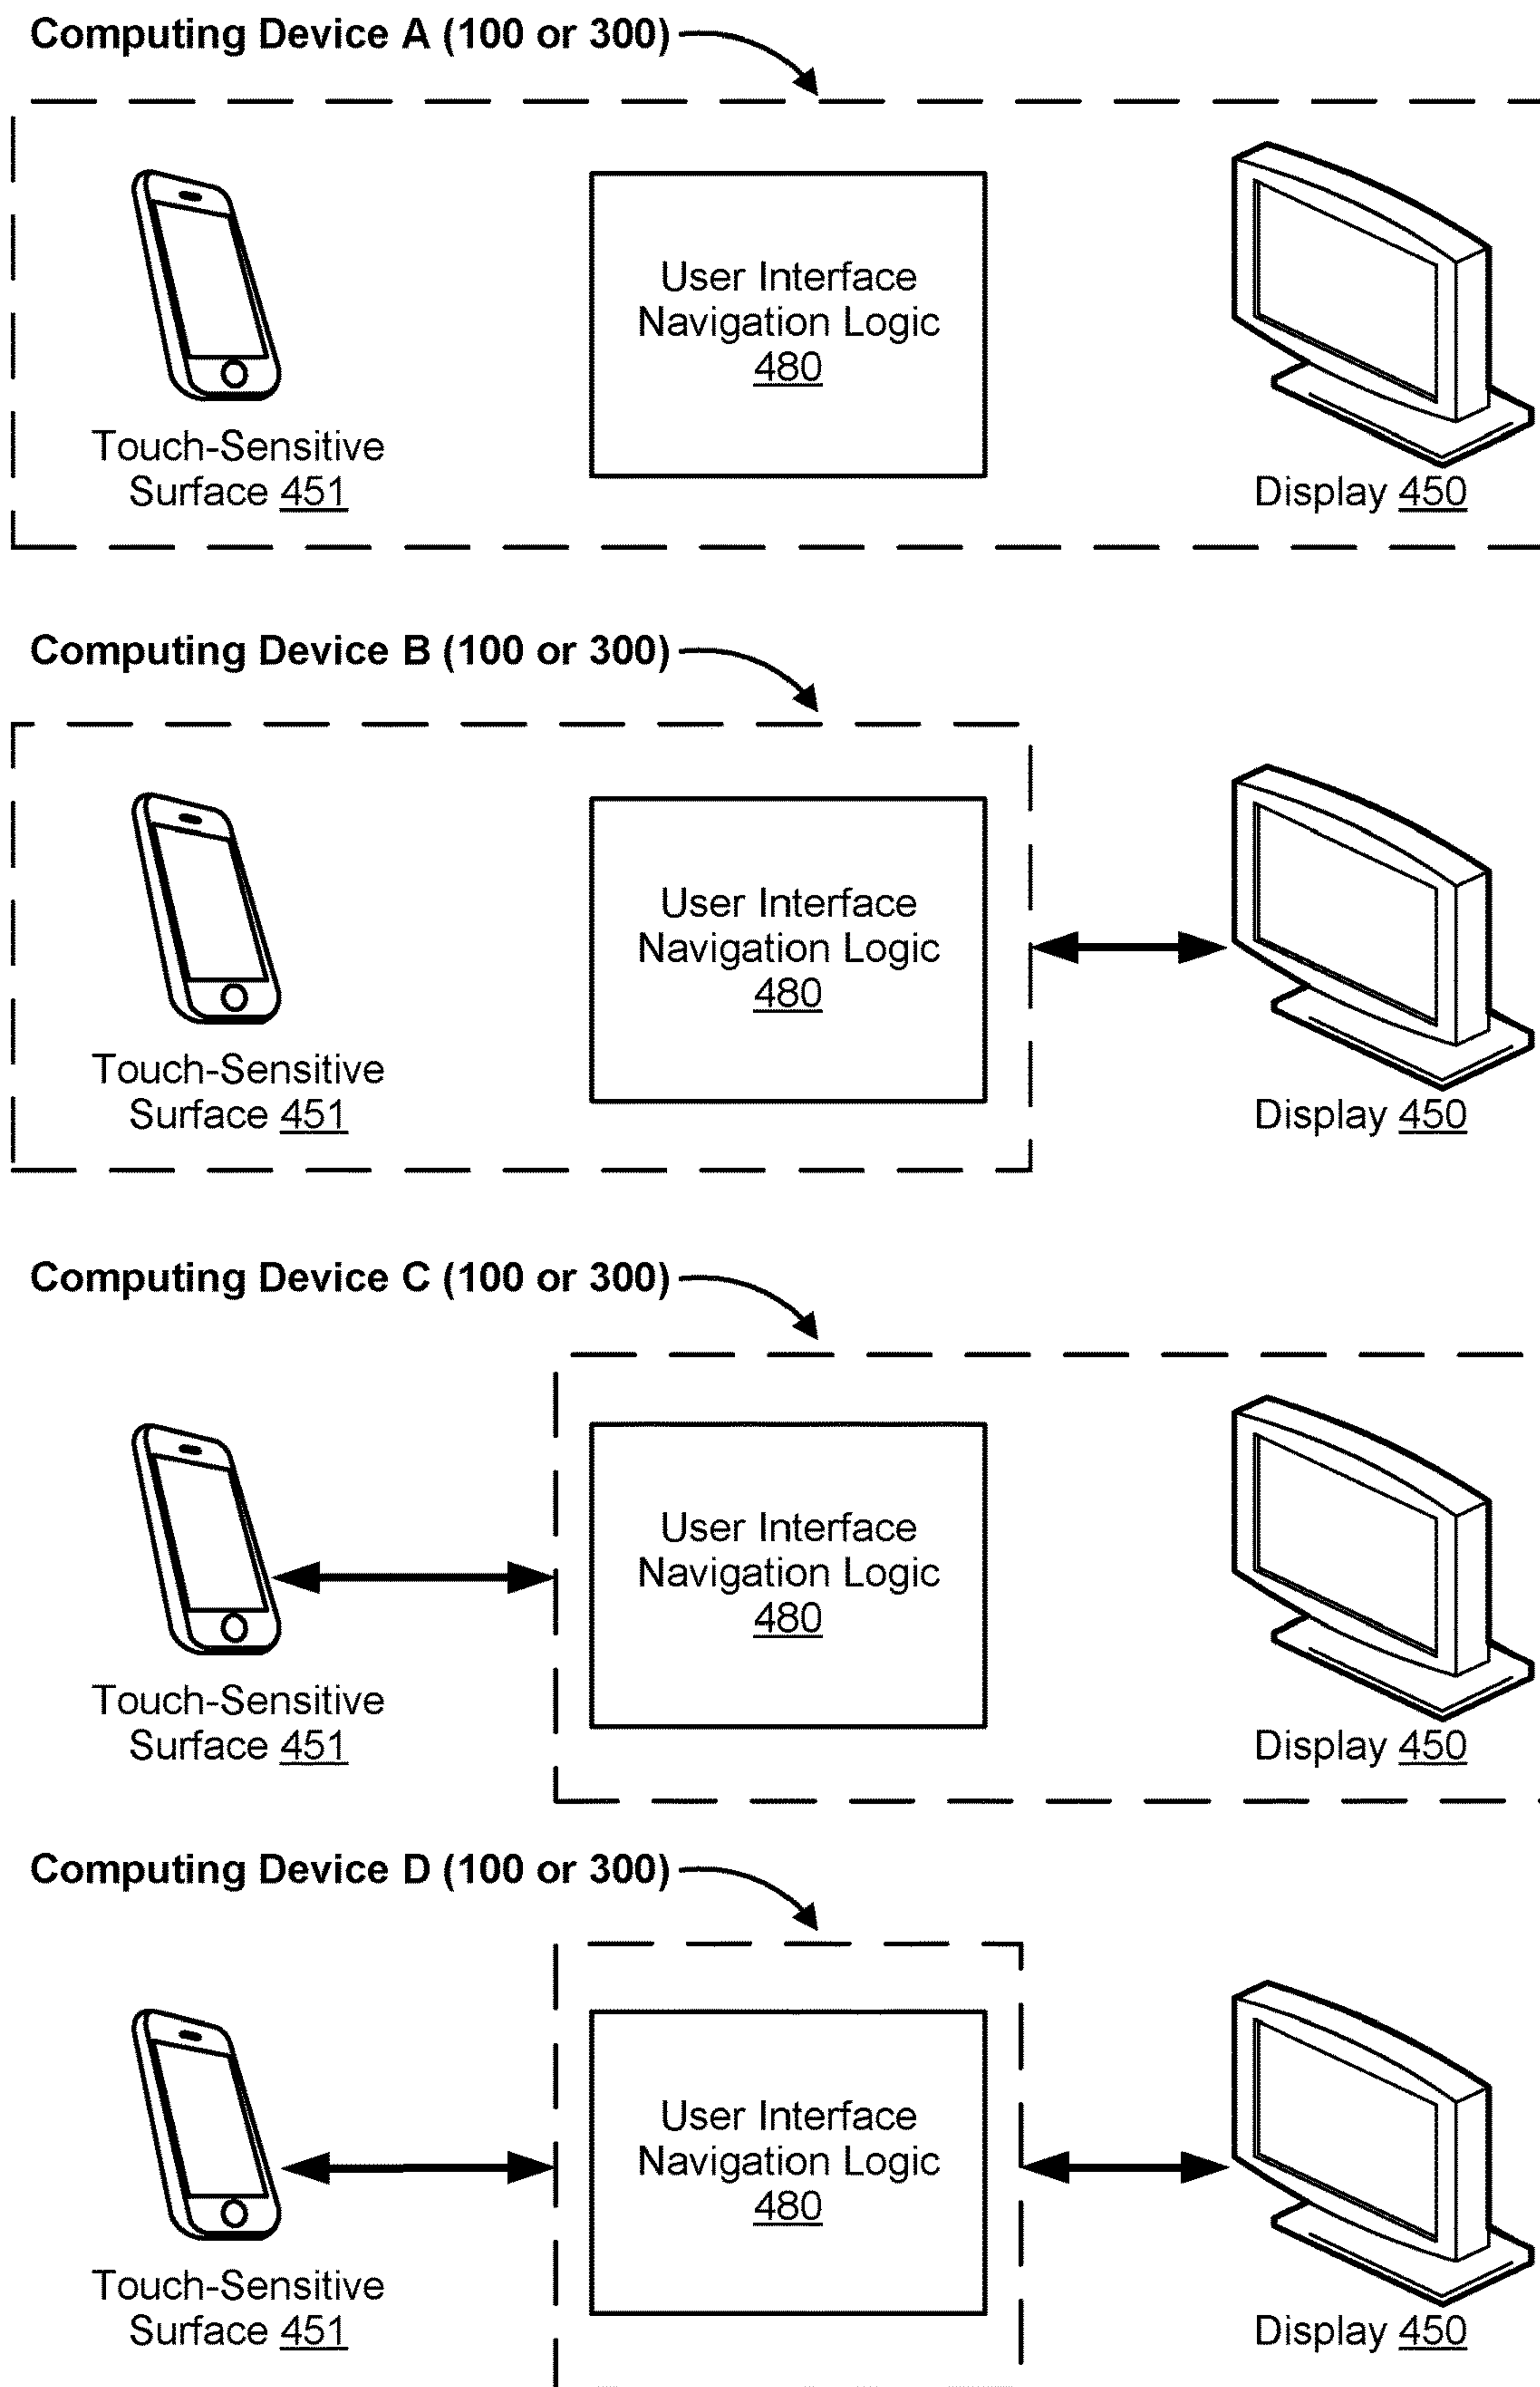 Computing Device A (100 or 300)
User Interface
Navigation Logic
480
Touch-Sensitive
Surface 451
Display 450
Computing Device B (100 or 300)
User Interface
Navigation Logic
480
Touch-Sensitive
Surface 451
Display 450
Computing Device C (100 or 300)
User Interface
Navigation Logic
480
Touch-Sensitive
Surface 451
Display 450
Computing Device D (100 or 300)
User Interface
Navigation Logic
480
Touch-Sensitive
Surface 451
Display 450